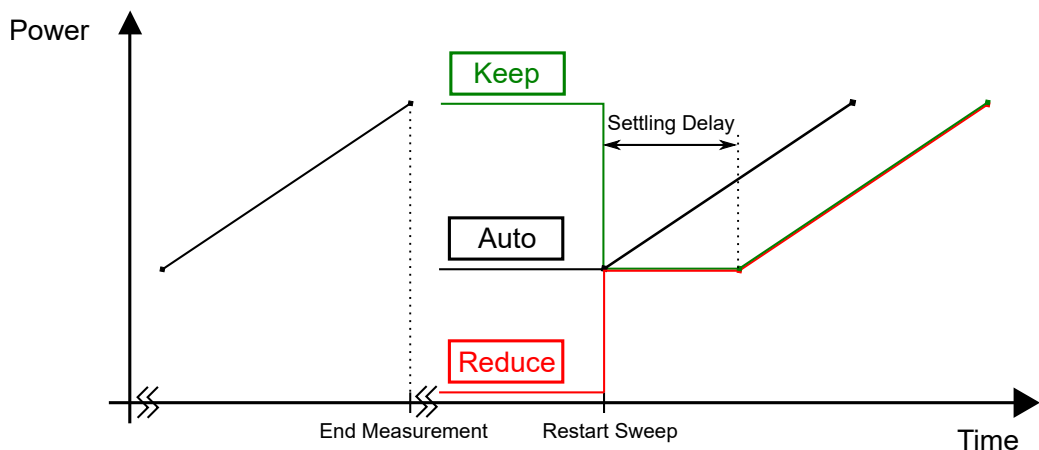 Power
Keep
Settling Delay
Auto
Reduce
End Measurement
Restart Sweep
Time